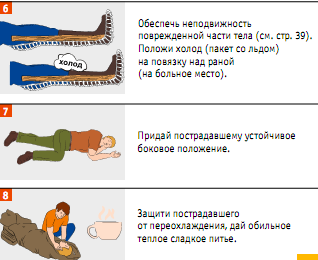 6
Обеспечь неподвижность
поврежденной части тела (см. стр. 39).
Положи холод (пакет со льдом)
на повязку над раной
(на больное место).
холод
7
Придай пострадавшему устойчивое
боковое положение.
8
Защити пострадавшего
от переохлаждения, дай обильное
теплое сладкое питье.